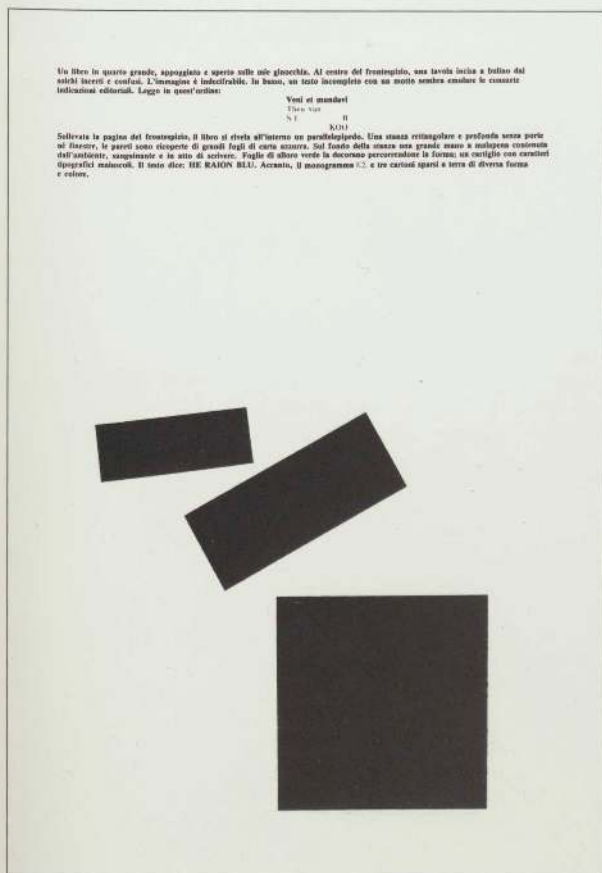 Un libro in quarto grande, appoggiato e aperto sulle mie ginocchia. Al centro del frontespizio, una tavola incisa a bulino dai
solchi incerti e confusi. L'immagine è indecifrabile. In basso, un testo incompleto con un motto sembra emulare le consuete
indicazioni editoriali. Leggo in quest'ordine:
Veni et mandavi
S I B
KOO
Sollevata la pagina del frontespizio, il libro si rivela all'interno un parallelepipedo. Una stanza rettangolare e profonda senza porte
né finestre, le pareti sono ricoperte di grandi fogli di carta azzurra. Sul fondo della stanza una grande mano a malapena contenuta
dall'ambiente, sanguinante e in atto di scrivere. Foglie di alloro verde la decorano percorrendone la forma; un cartiglio con caratteri
tipografici maiuscoli. Il testo dice: HE RAION BLU. Accanto, il monogramma e tre cartoni sparsi a terra di diversa forma
e colore.